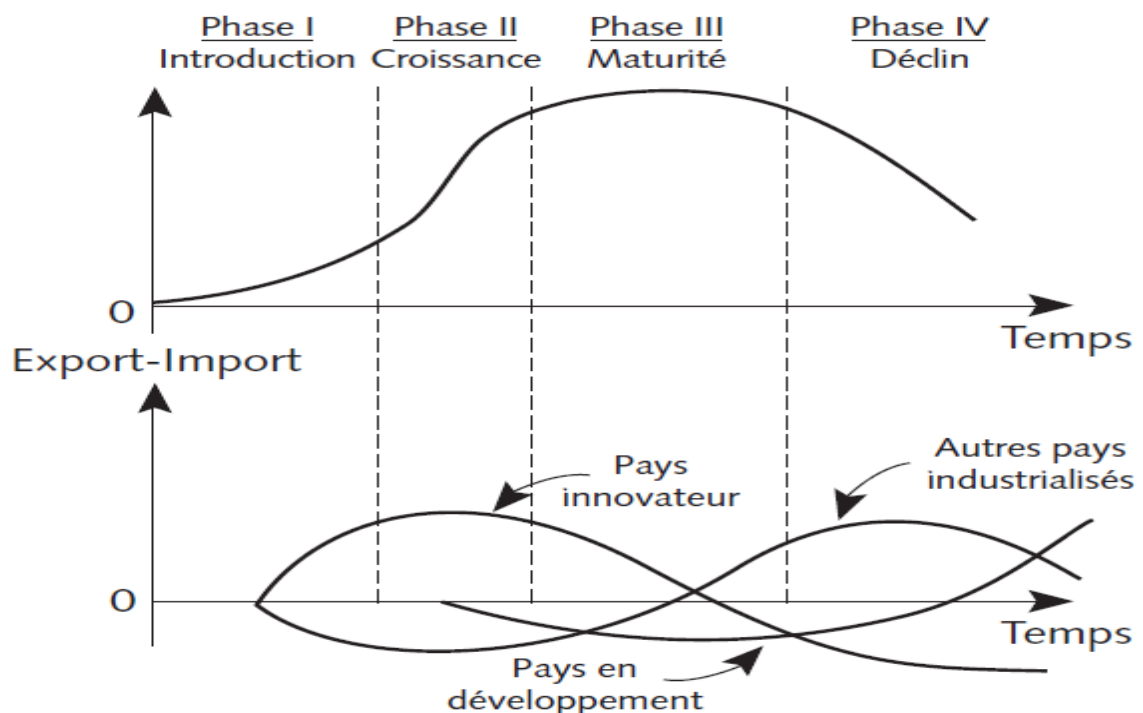 Phase I Phase II Phase III Phase IV
Introduction Croissance Maturité Déclin
O
Temps
Export-Import
Pays
innovateur
Autres pays
industrialisés
O
Temps
Pays en
développement